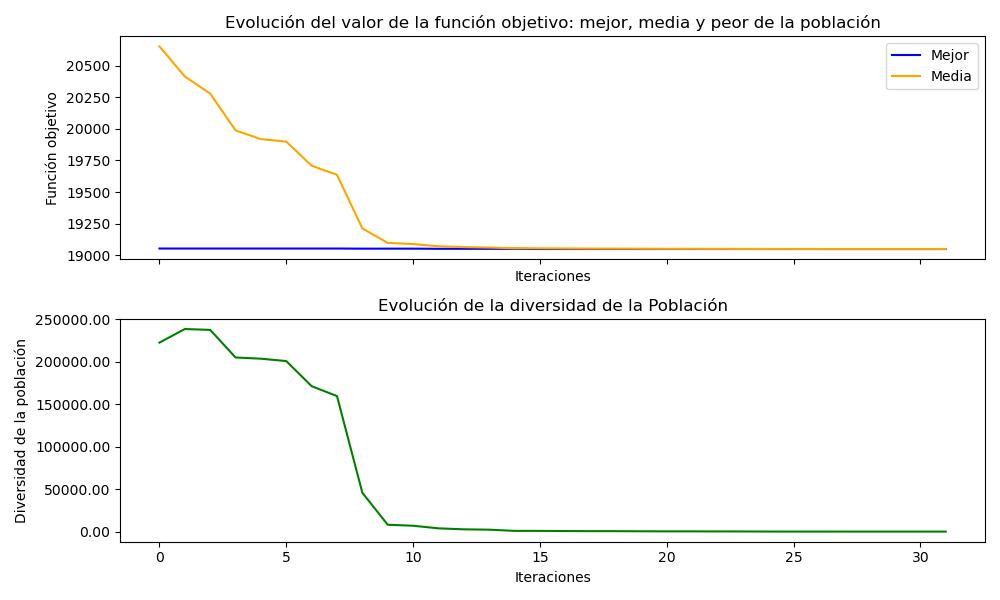 Evolución del valor de la función objetivo: mejor, media y peor de la población
Mejor
Media
20500
20250
20000
19750
19500
19250
19000
Función objetivo
Iteraciones
Evolución de la diversidad de la Población
250000.00
200000.00
150000.00
100000.00
50000.00
0.00
Diversidad de la población
0 5 10 15 20 25 30
Iteraciones